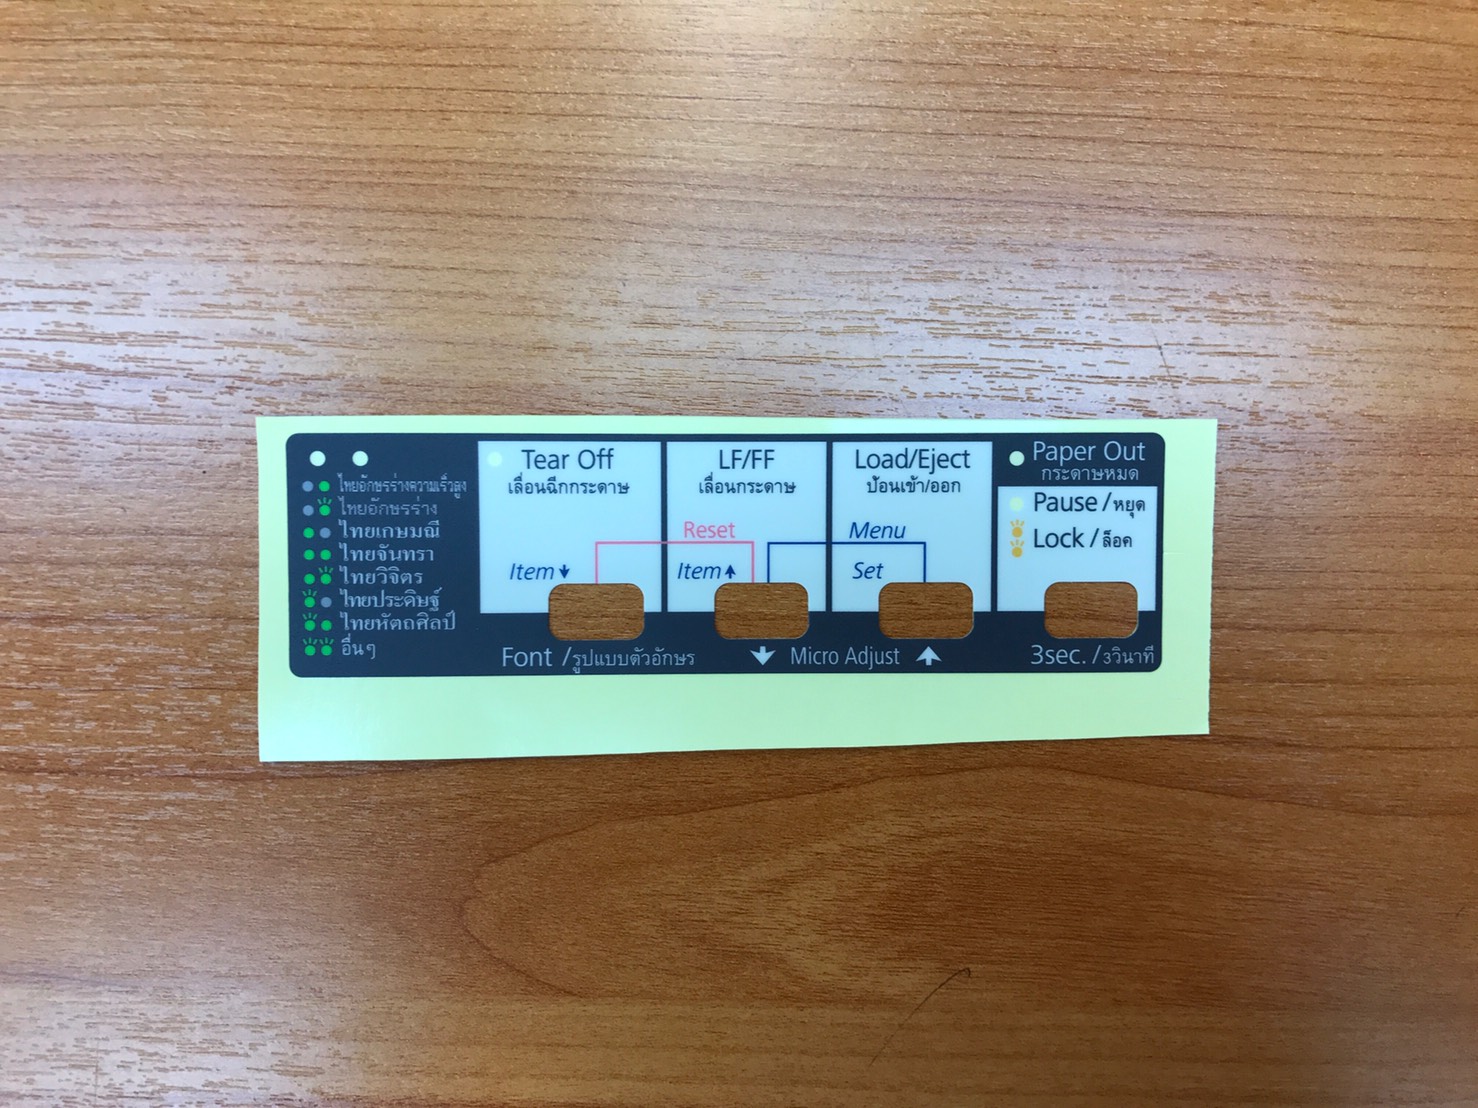 ไทยอักษรร่างความเร็วสูง
ไทยอักษรร่าง
ไทยเกษมณี
ไทยจันทรา
ไทยวิจิตร
ไทยประดิษฐ์
ไทยหัตถศิลป์
อื่นๆ
Tear Off
เลื่อนฉีกกระดาษ
Item
LF/FF
เลื่อนกระดาษ
Reset
Item
Load/Eject
ป้อนเข้า/ออก
Menu
Set
Paper Out
กระดาษหมด
Pause/หยุด
Lock/ล็อค
Font /รูปแบบตัวอักษร
Micro Adjust
3sec./3วินาที